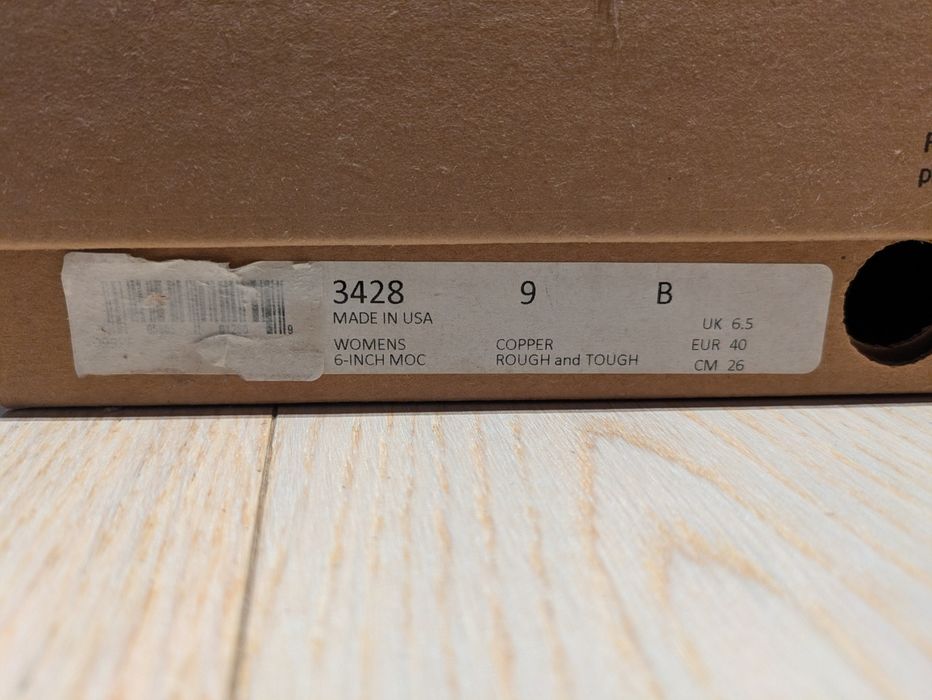 3428 9 B
MADE IN USA
UK 6.5
WOMENS COPPER EUR 40
6-INCH MOC ROUGH and TOUGH
CM 26
9